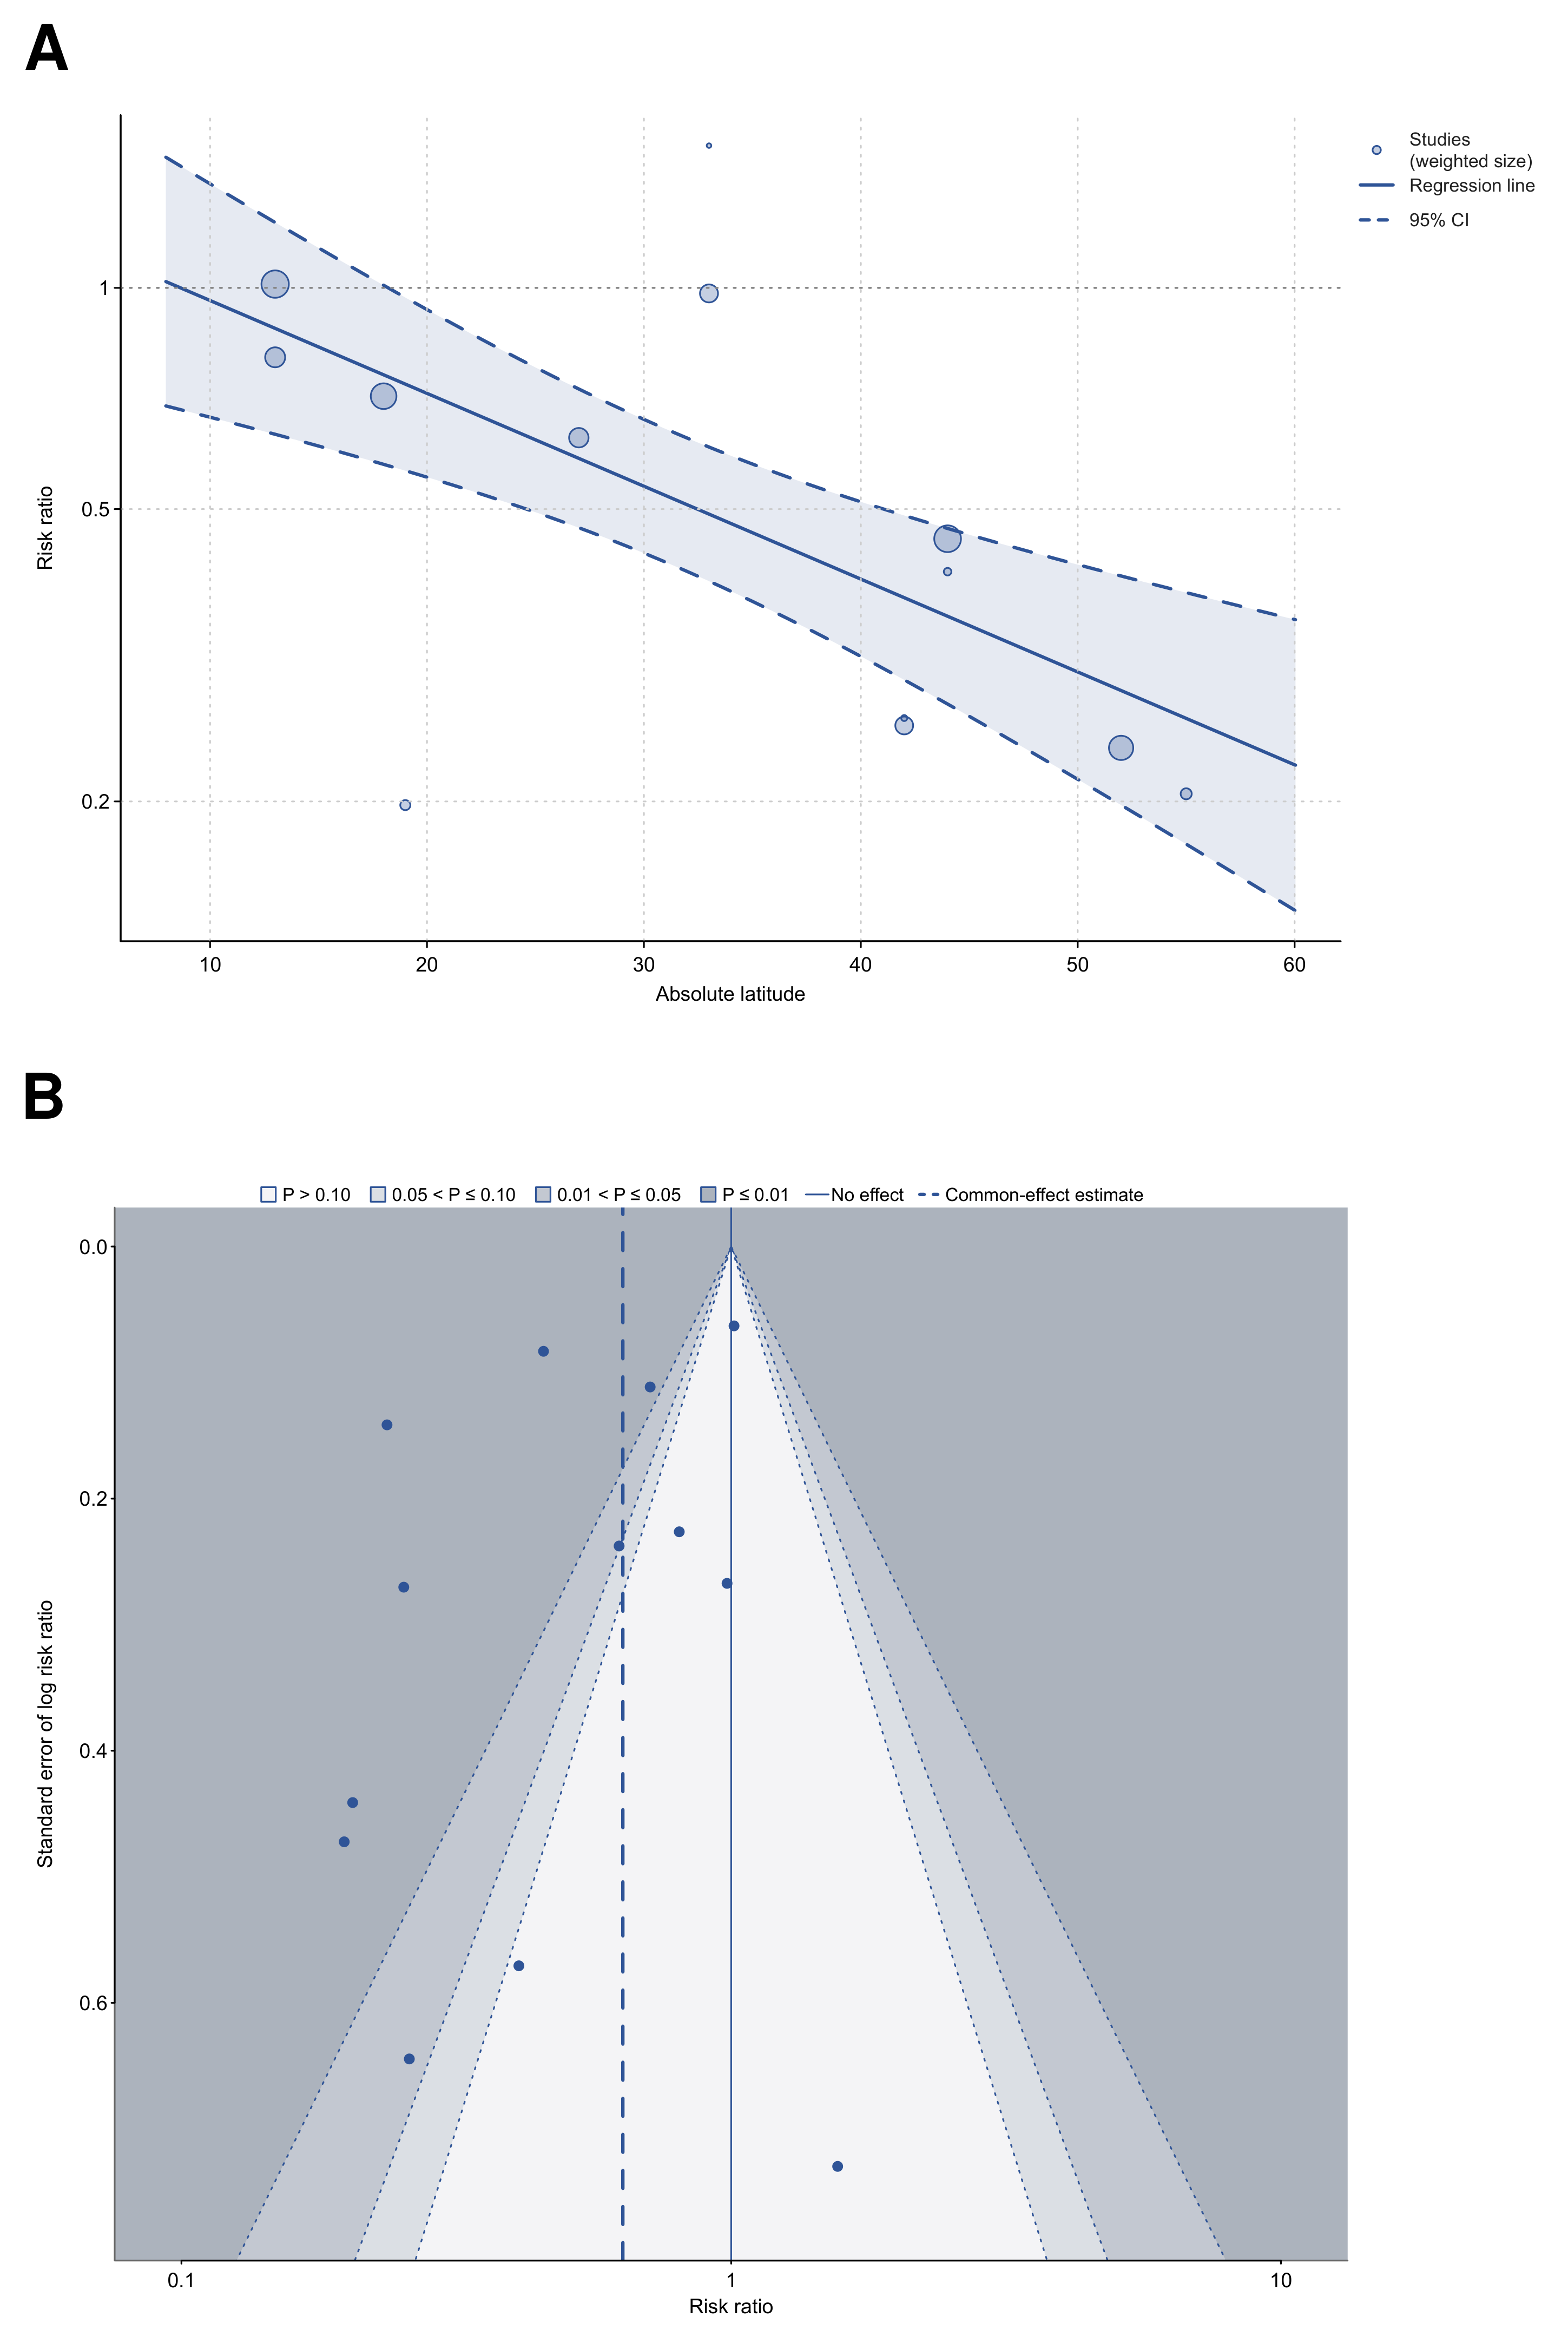 A
Studies
(weighted size)
Regression line
95% CI
1
0.5
0.2
Risk ratio
10 20 30 40 50 60
Absolute latitude
B
P > 0.10 0.05 < P ≤ 0.10 0.01 < P ≤ 0.05 P ≤ 0.01 No effect Common-effect estimate
0.0
0.2
0.4
0.6
Standard error of log risk ratio
0.1 1 10
Risk ratio